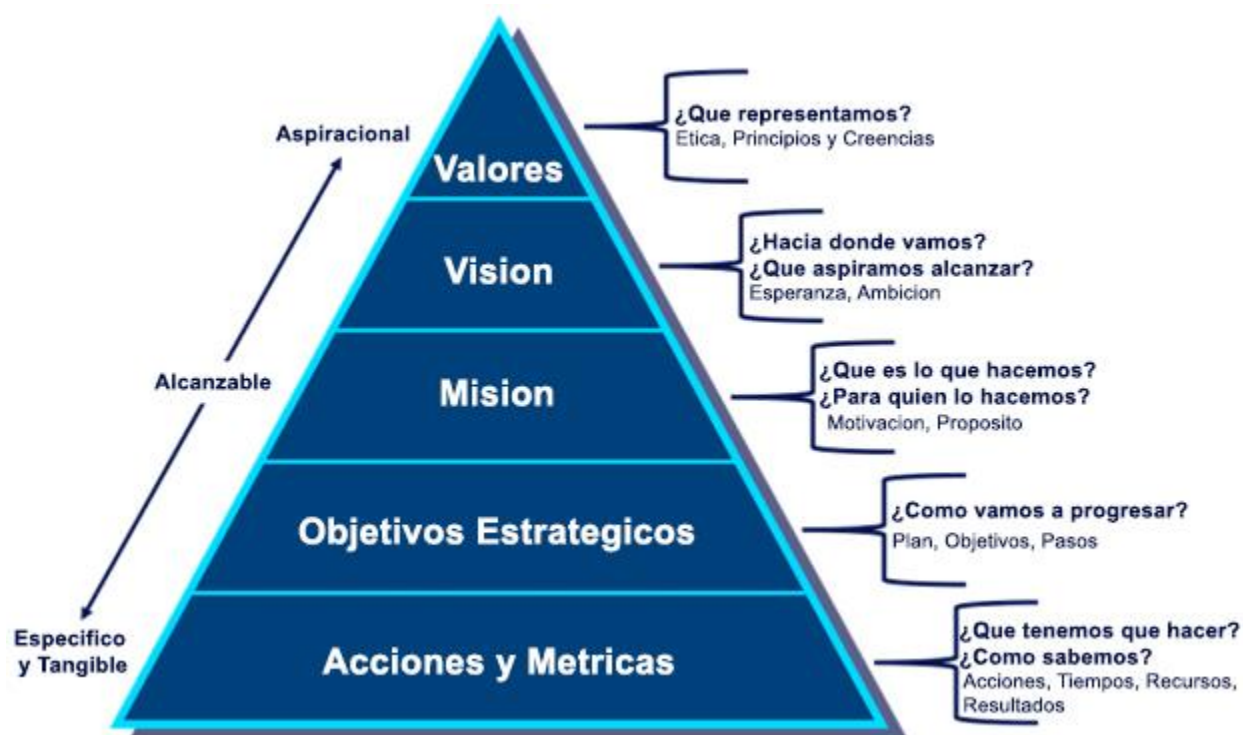 Aspiracional
Alcanzable
Especifico
y Tangible
Valores
Vision
Mision
Objetivos Estrategicos
Acciones y Metricas
¿Que representamos?
Etica, Principios y Creencias
¿Hacia donde vamos?
¿Que aspiramos alcanzar?
Esperanza, Ambicion
¿Que es lo que hacemos?
¿Para quien lo hacemos?
Motivacion, Proposito
¿Como vamos a progresar?
Plan, Objetivos, Pasos
¿Que tenemos que hacer?
¿Como sabemos?
Acciones, Tiempos, Recursos,
Resultados